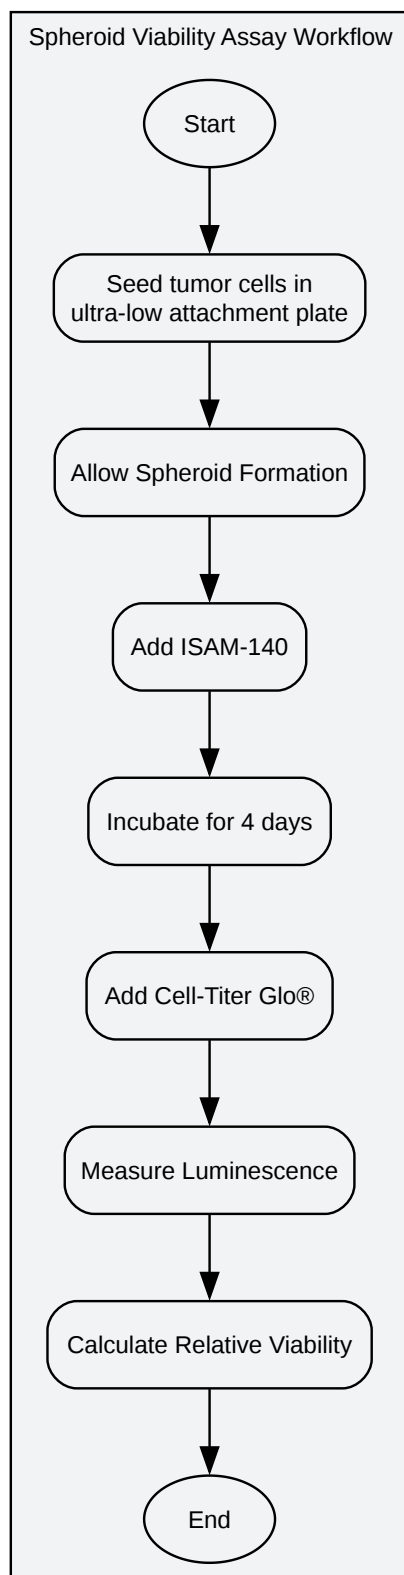 Spheroid Viability Assay Workflow
Start
Seed tumor cells in
ultra-low attachment plate
Allow Spheroid Formation
Add ISAM-140
Incubate for 4 days
Add Cell-Titer Glo®
Measure Luminescence
Calculate Relative Viability
End